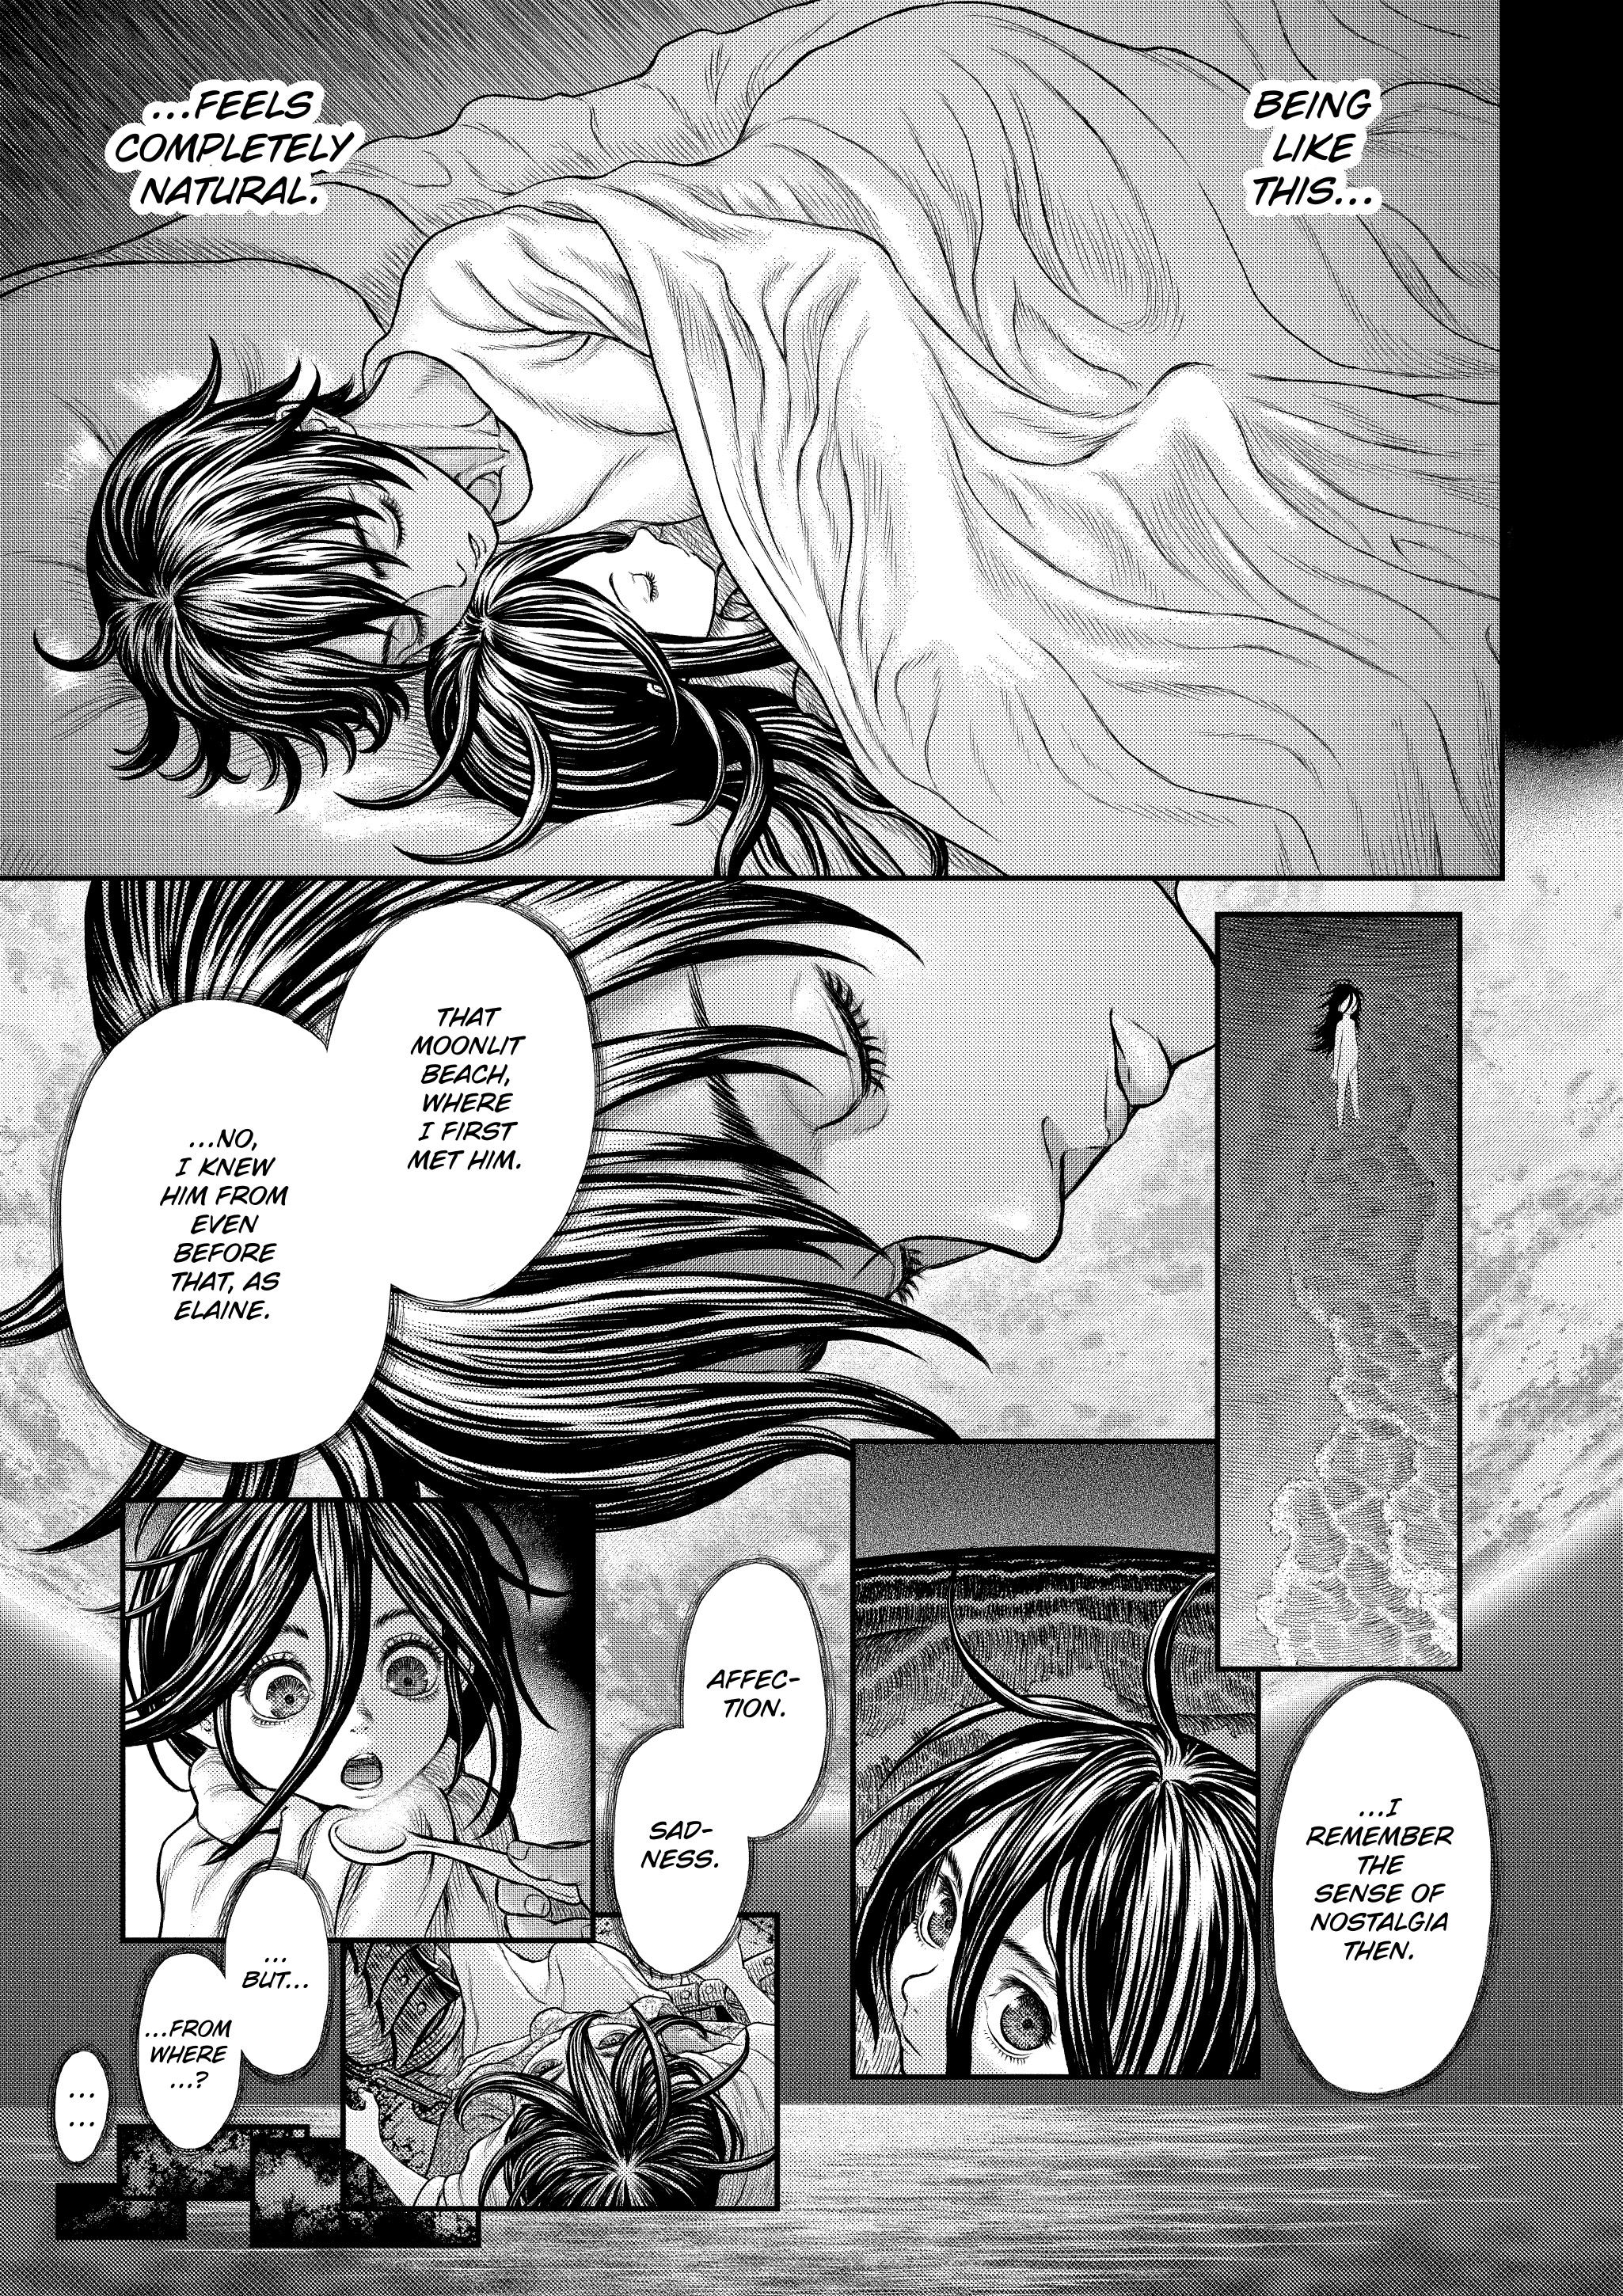 BEING
LIKE
THIS...
...FEELS
COMPLETELY
NATURAL.
THAT
MOONLIT
BEACH,
WHERE
I FIRST
MET HIM.
...NO,
I KNEW
HIM FROM
EVEN
BEFORE
THAT, AS
ELAINE.
...I
REMEMBER
THE
SENSE OF
NOSTALGIA
THEN.
AFFEC-
TION.
SAD-
NESS.
...
BUT...
...FROM
WHERE
...?
...
...